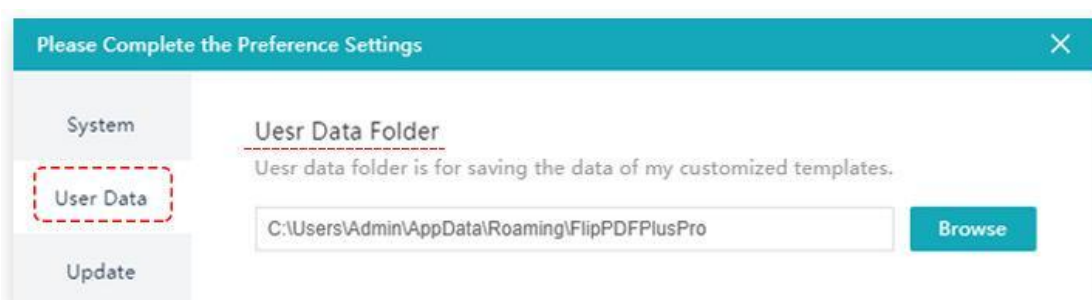 Please Complete the Preference Settings
System
User Data
Update
Uesr Data Folder
Uesr data folder is for saving the data of my customized templates.
C:\Users\Admin\AppData\Roaming\FlipPDFPlusPro
Browse